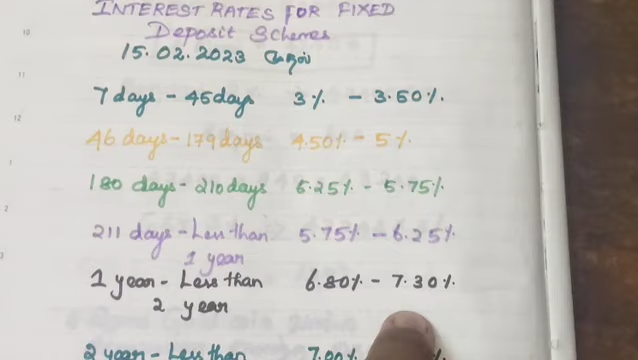 INTEREST RATES FOR FIXED
Deposit Schemes
15.02.2023 முதல்
7 days - 45 days 3% - 3.50%.
46 days - 179 days 4.50% - 5%.
180 days - 210 days 5.25% - 5.75%.
211 days - Less than 5.75% - 6.25%.
1 year
1 year - Less than 6.80% - 7.30%.
2 year
2 year - Less than 7.00%